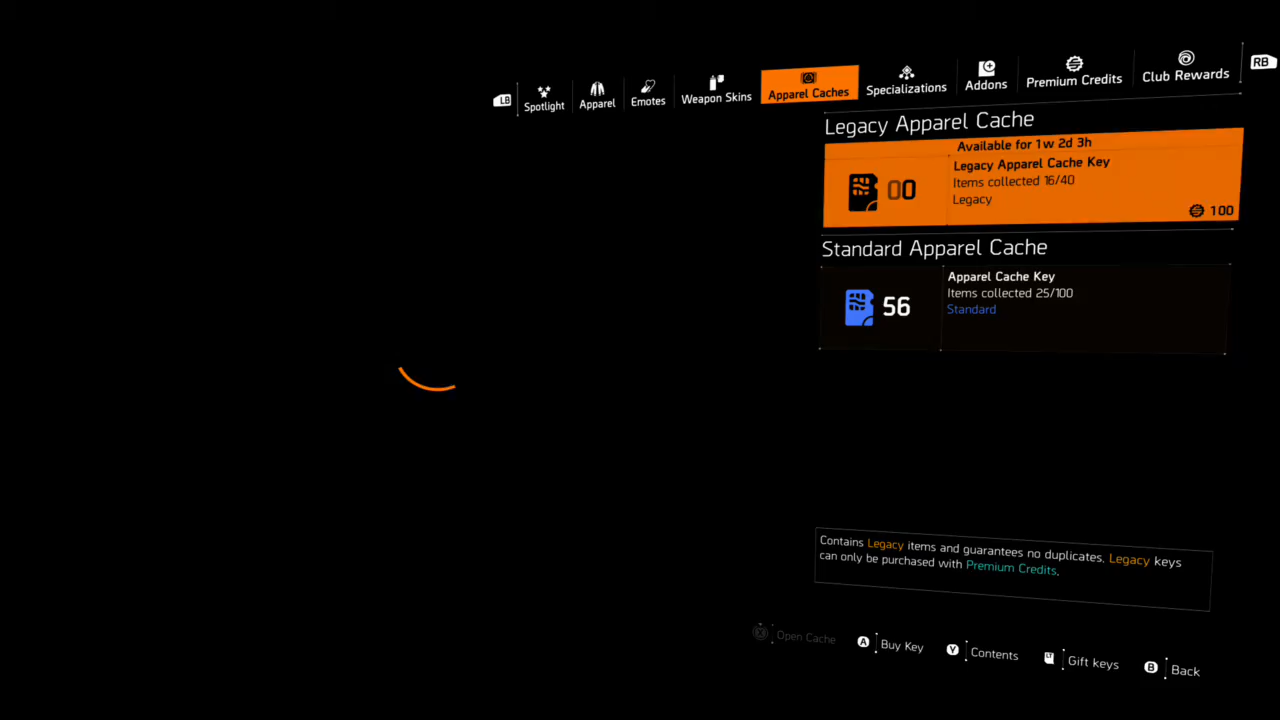 LB
Spotlight
Apparel
Emotes
Weapon Skins
Apparel Caches
Specializations
Addons
Premium Credits
Club Rewards
RB
Legacy Apparel Cache
Available for 1w 2d 3h
00
Legacy Apparel Cache Key
Items collected 16/40
Legacy
100
Standard Apparel Cache
56
Apparel Cache Key
Items collected 25/100
Standard
Contains Legacy items and guarantees no duplicates. Legacy keys
can only be purchased with Premium Credits.
X Open Cache
A Buy Key
Y Contents
LT Gift keys
B Back